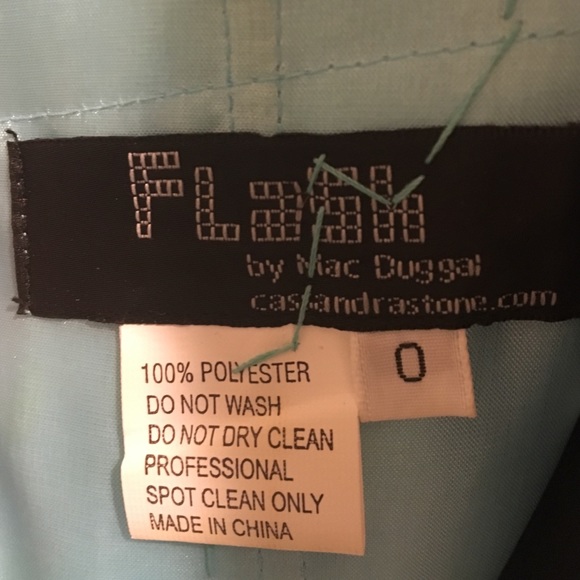 FLaSH
by Mac Duggal
cassandrastone.com
0
100% POLYESTER
DO NOT WASH
DO NOT DRY CLEAN
PROFESSIONAL
SPOT CLEAN ONLY
MADE IN CHINA